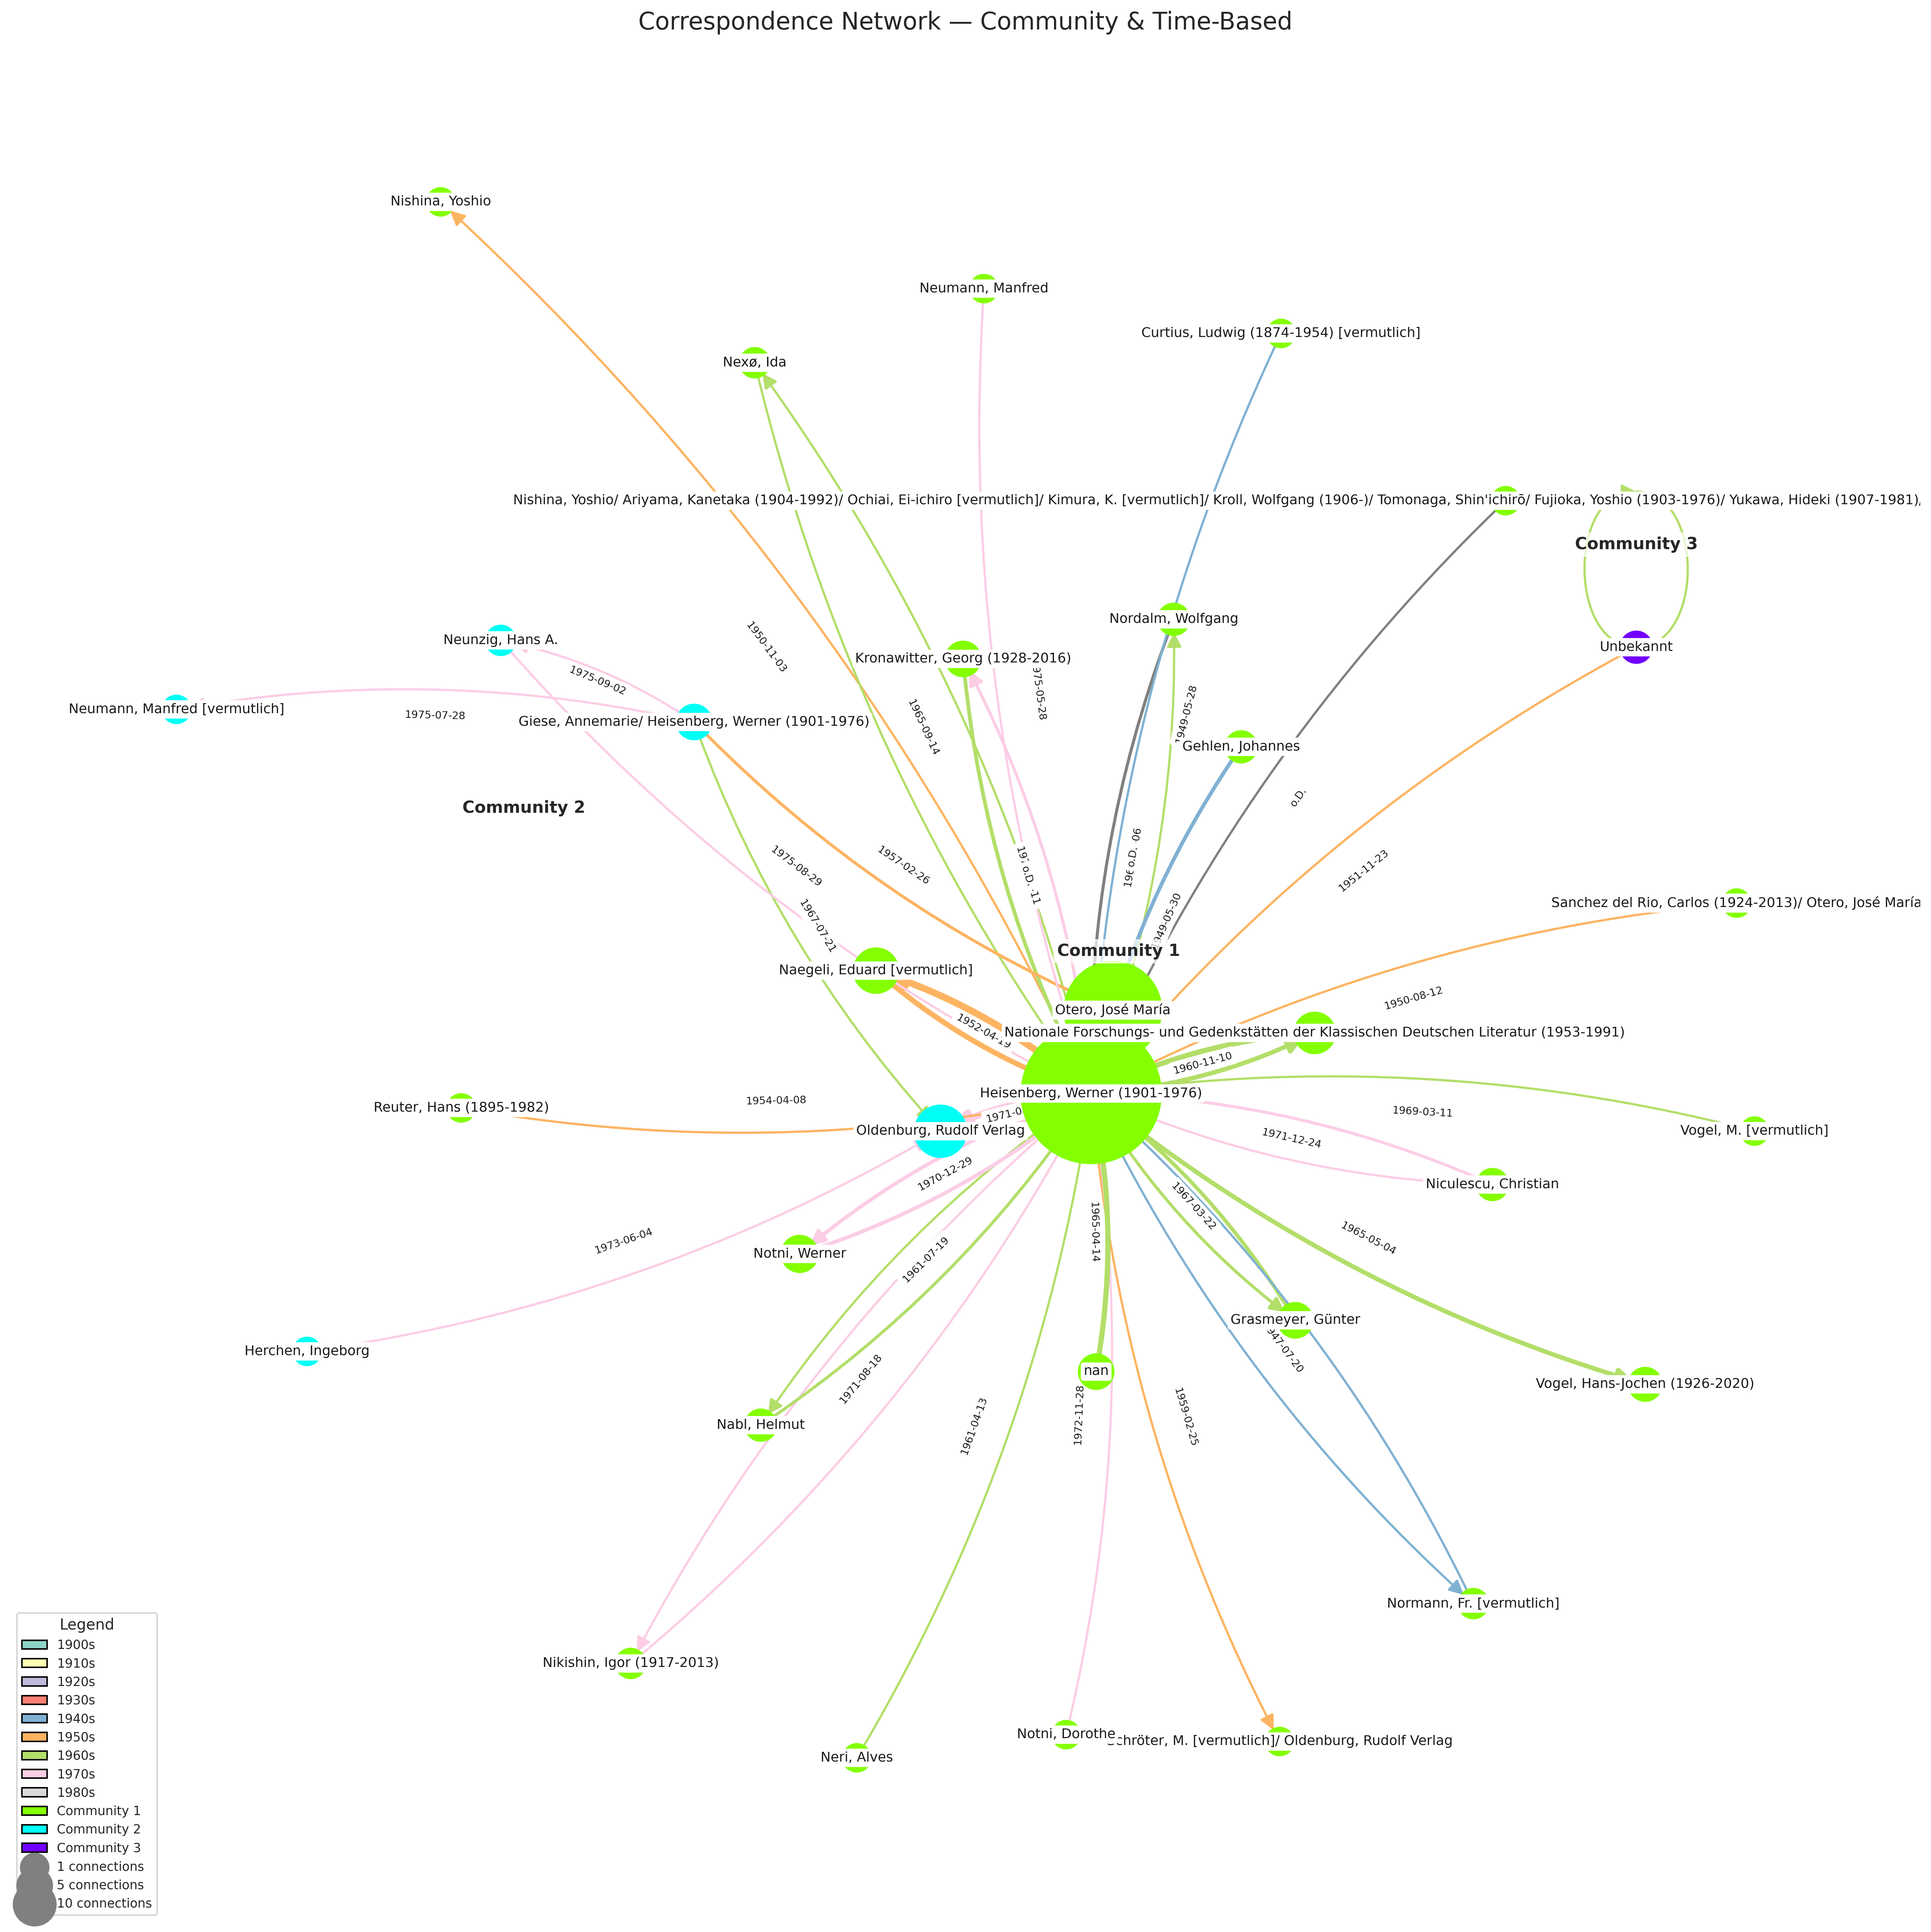 Correspondence Network — Community & Time-Based
Nishina, Yoshio
Neumann, Manfred
Curtius, Ludwig (1874-1954) [vermutlich]
Nexø, Ida
Nishina, Yoshio/ Ariyama, Kanetaka (1904-1992)/ Ochiai, Ei-ichiro [vermutlich]/ Kimura, K. [vermutlich]/ Kroll, Wolfgang (1906-)/ Tomonaga, Shin'ichirō/ Fujioka, Yoshio (1903-1976)/ Yukawa, Hideki (1907-1981)/
Community 3
Nordalm, Wolfgang
Neunzig, Hans A.
1950-11-03
Unbekannt
Kronawitter, Georg (1928-2016)
1975-09-02
1975-05-28
Neumann, Manfred [vermutlich]
1975-07-28
1949-05-28
Giese, Annemarie/ Heisenberg, Werner (1901-1976)
1965-09-14
Gehlen, Johannes
Community 2
o.D.
1975-08-29
1957-02-26
o.D.
06
o.D.
11
1951-11-23
Sanchez del Rio, Carlos (1924-2013)/ Otero, José María
1967-07-21
1949-05-30
Community 1
Naegeli, Eduard [vermutlich]
1950-08-12
Otero, José María
1952-04-19
Nationale Forschungs- und Gedenkstätten der Klassischen Deutschen Literatur (1953-1991)
1960-11-10
Heisenberg, Werner (1901-1976)
1954-04-08
Reuter, Hans (1895-1982)
1971-0
1969-03-11
Oldenburg, Rudolf Verlag
Vogel, M. [vermutlich]
1971-12-24
1970-12-29
Niculescu, Christian
1967-03-22
1965-04-14
1973-06-04
1965-05-04
Notni, Werner
1961-07-19
Grasmeyer, Günter
Herchen, Ingeborg
1947-07-20
nan
1971-08-18
Vogel, Hans-Jochen (1926-2020)
1972-11-28
1959-02-25
Nabl, Helmut
1961-04-13
Normann, Fr. [vermutlich]
Nikishin, Igor (1917-2013)
Notni, Dorothe
Schröter, M. [vermutlich]/ Oldenburg, Rudolf Verlag
Neri, Alves
Legend
1900s
1910s
1920s
1930s
1940s
1950s
1960s
1970s
1980s
Community 1
Community 2
Community 3
1 connections
5 connections
10 connections